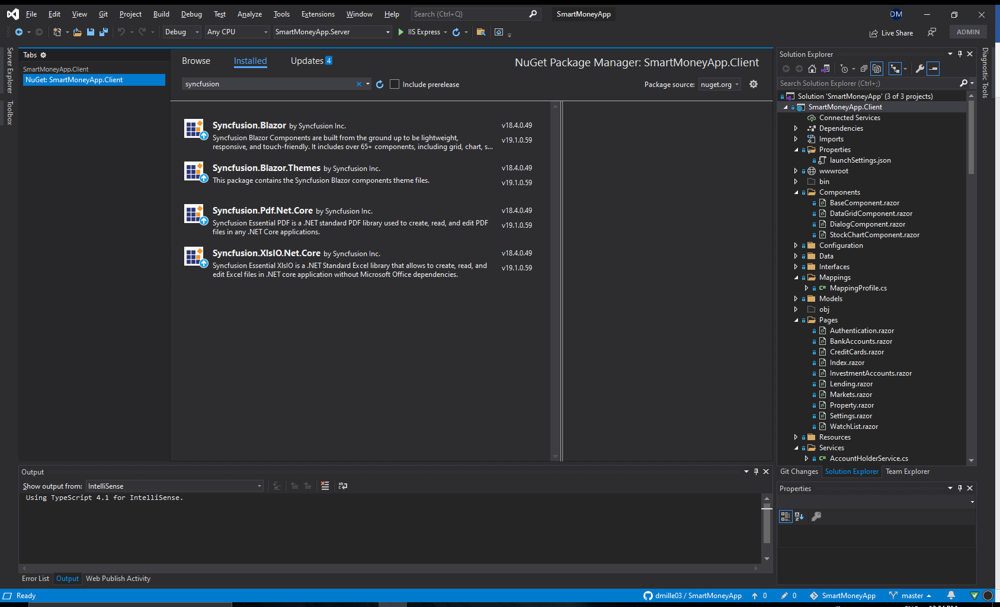 File Edit View Git Project Build Debug Test Analyze Tools Extensions Window Help Search (Ctrl+Q) SmartMoneyApp DM
Debug Any CPU SmartMoneyApp.Server IIS Express Live Share ADMIN
Server Explorer
Toolbox
Tabs
SmartMoneyApp.Client
NuGet: SmartMoneyApp.Client
Browse Installed Updates 4 NuGet Package Manager: SmartMoneyApp.Client
syncfusion Include prerelease Package source: nuget.org
Syncfusion.Blazor by Syncfusion Inc. v18.4.0.49
Syncfusion Blazor Components are built from the ground up to be lightweight, v19.1.0.59
responsive, and touch-friendly. It includes over 65+ components, including grid, chart, s...
Syncfusion.Blazor.Themes by Syncfusion Inc. v18.4.0.49
This package contains the Syncfusion Blazor components theme files. v19.1.0.59
Syncfusion.Pdf.Net.Core by Syncfusion Inc. v18.4.0.49
Syncfusion Essential PDF is a .NET standard PDF library used to create, read, and edit PDF v19.1.0.59
files in any .NET Core applications.
Syncfusion.XlsIO.Net.Core by Syncfusion Inc. v18.4.0.49
Syncfusion Essential XlsIO is a .NET Standard Excel library that allows to create, read, and v19.1.0.59
edit Excel files in .NET core application without Microsoft Office dependencies.
Solution Explorer
Search Solution Explorer (Ctrl+;)
Solution 'SmartMoneyApp' (3 of 3 projects)
SmartMoneyApp.Client
Connected Services
Dependencies
Imports
Properties
launchSettings.json
wwwroot
bin
Components
BaseComponent.razor
DataGridComponent.razor
DialogComponent.razor
StockChartComponent.razor
Configuration
Data
Interfaces
Mappings
C# MappingProfile.cs
Models
obj
Pages
Authentication.razor
BankAccounts.razor
CreditCards.razor
Index.razor
InvestmentAccounts.razor
Lending.razor
Markets.razor
Property.razor
Settings.razor
WatchList.razor
Resources
Services
C# AccountHolderService.cs
Git Changes Solution Explorer Team Explorer
Diagnostic Tools
Properties
Output
Show output from: IntelliSense
Using TypeScript 4.1 for IntelliSense.
Error List Output Web Publish Activity
Ready dmille03 / SmartMoneyApp 0 0 SmartMoneyApp master